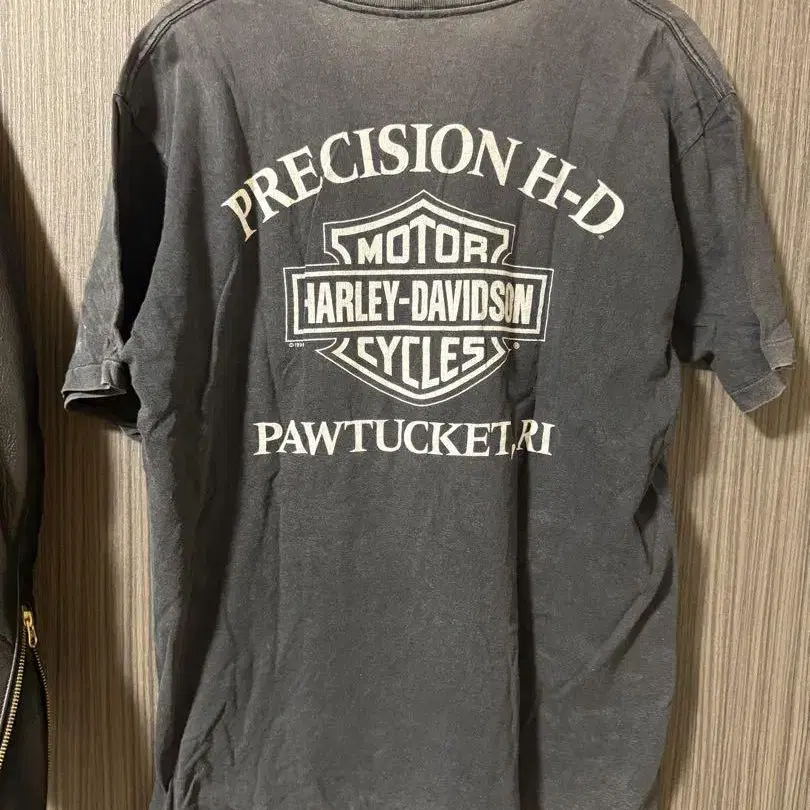 PRECISION H-D
MOTOR
HARLEY-DAVIDSON
CYCLES
®
PAWTUCKET, RI